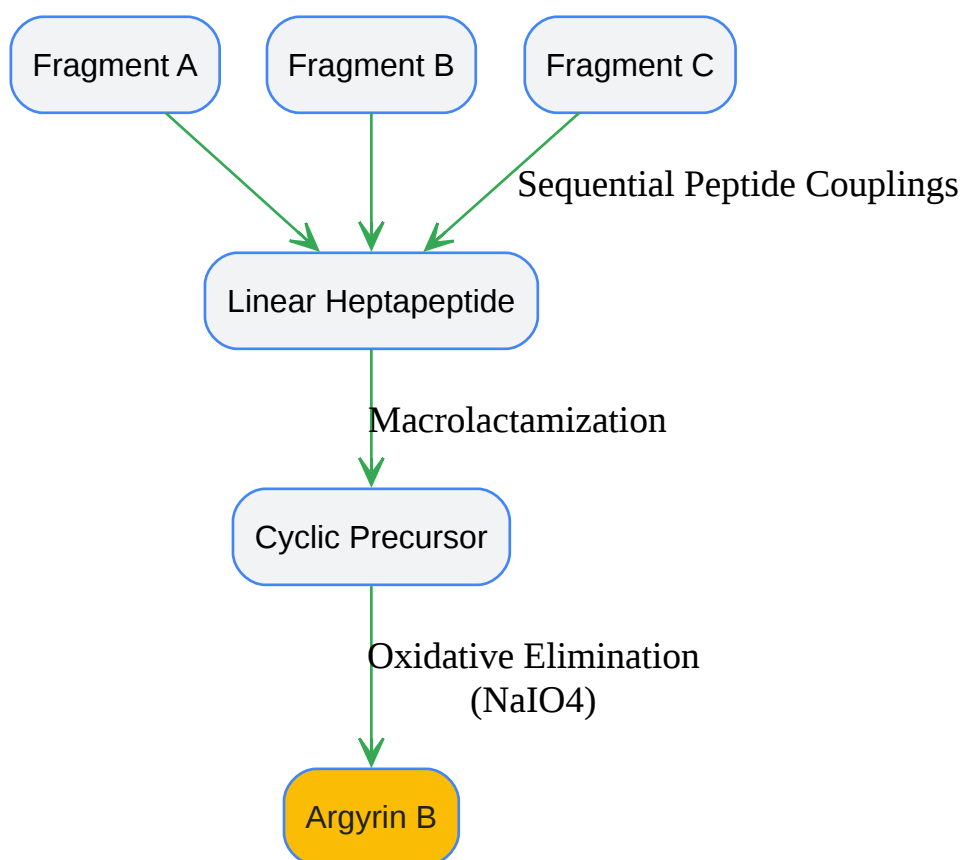 Fragment A
Fragment B
Fragment C
Sequential Peptide Couplings
Linear Heptapeptide
Macrolactamization
Cyclic Precursor
Oxidative Elimination
(NaIO4)
Argyrin B